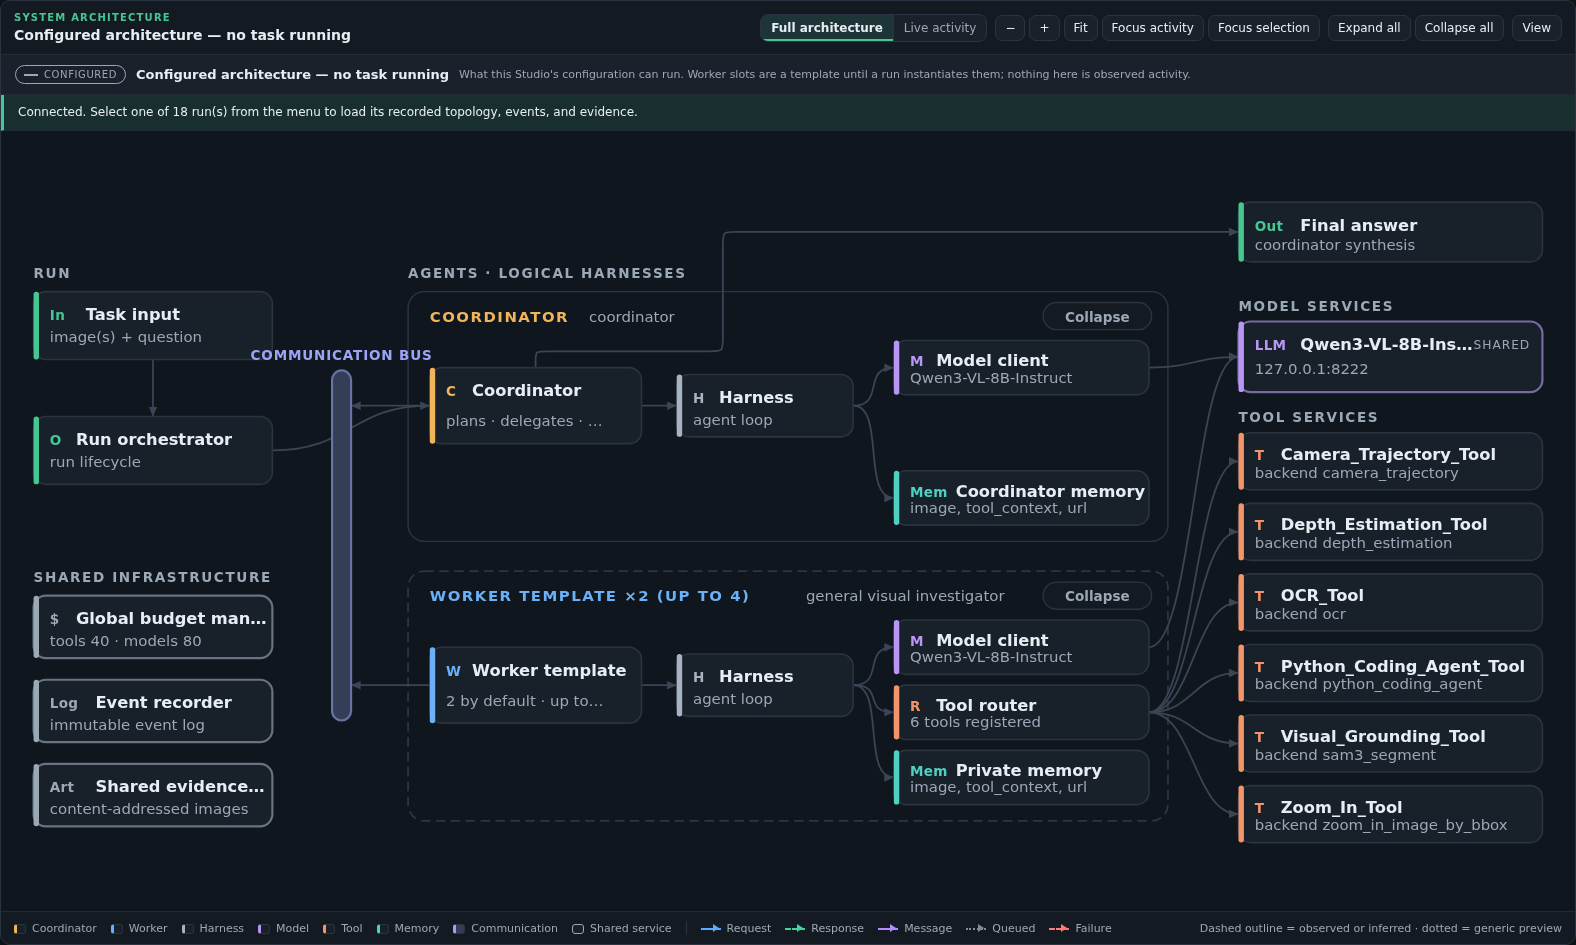 SYSTEM ARCHITECTURE
Configured architecture — no task running
Full architecture
Live activity
−
+
Fit
Focus activity
Focus selection
Expand all
Collapse all
View
CONFIGURED
Configured architecture — no task running
What this Studio's configuration can run. Worker slots are a template until a run instantiates them; nothing here is observed activity.
Connected. Select one of 18 run(s) from the menu to load its recorded topology, events, and evidence.
RUN
In Task input
image(s) + question
O Run orchestrator
run lifecycle
SHARED INFRASTRUCTURE
$ Global budget man…
tools 40 · models 80
Log Event recorder
immutable event log
Art Shared evidence…
content-addressed images
COMMUNICATION BUS
AGENTS · LOGICAL HARNESSES
COORDINATOR coordinator
Collapse
C Coordinator
plans · delegates · …
H Harness
agent loop
M Model client
Qwen3-VL-8B-Instruct
Mem Coordinator memory
image, tool_context, url
WORKER TEMPLATE ×2 (UP TO 4)
general visual investigator
Collapse
W Worker template
2 by default · up to…
H Harness
agent loop
M Model client
Qwen3-VL-8B-Instruct
R Tool router
6 tools registered
Mem Private memory
image, tool_context, url
Out Final answer
coordinator synthesis
MODEL SERVICES
LLM Qwen3-VL-8B-Ins… SHARED
127.0.0.1:8222
TOOL SERVICES
T Camera_Trajectory_Tool
backend camera_trajectory
T Depth_Estimation_Tool
backend depth_estimation
T OCR_Tool
backend ocr
T Python_Coding_Agent_Tool
backend python_coding_agent
T Visual_Grounding_Tool
backend sam3_segment
T Zoom_In_Tool
backend zoom_in_image_by_bbox
Coordinator
Worker
Harness
Model
Tool
Memory
Communication
Shared service
Request
Response
Message
Queued
Failure
Dashed outline = observed or inferred · dotted = generic preview